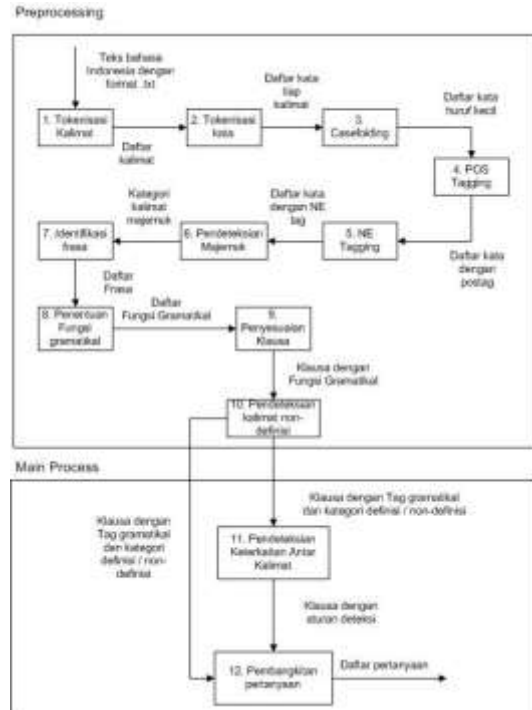 Preprocessing
Teks bahasa
Indonesia dengan
format .txt
1. Tokenisasi
Kalimat
Daftar
kalimat
2. Tokenisasi
kata
Daftar kata
tiap
kalimat
3.
Casefolding
Daftar kata
huruf kecil
4. POS
Tagging
Daftar kata
dengan
postag
5. NE
Tagging
Daftar kata
dengan NE
tag
6. Pendeteksian
Majemuk
Kategori
kalimat
majemuk
7. Identifikasi
frasa
Daftar
Frasa
8. Penentuan
Fungsi
gramatikal
Daftar
Fungsi Gramatikal
9.
Penyesuaian
Klausa
Klausa dengan
Fungsi Gramatikal
10. Pendeteksian
kalimat non-
definisi
Main Process
Klausa dengan
Tag gramatikal
dan kategori
definisi / non-
definisi
Klausa dengan Tag gramatikal
dan kategori definisi / non-definisi
11. Pendeteksian
Keterkaitan Antar
Kalimat
Klausa dengan
aturan deteksi
12. Pembangkitan
pertanyaan
Daftar pertanyaan